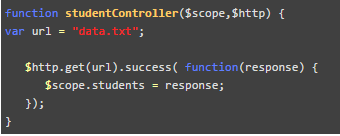 function studentController($scope,$http) {
var url = "data.txt";
$http.get(url).success( function(response) {
$scope.students = response;
});
}